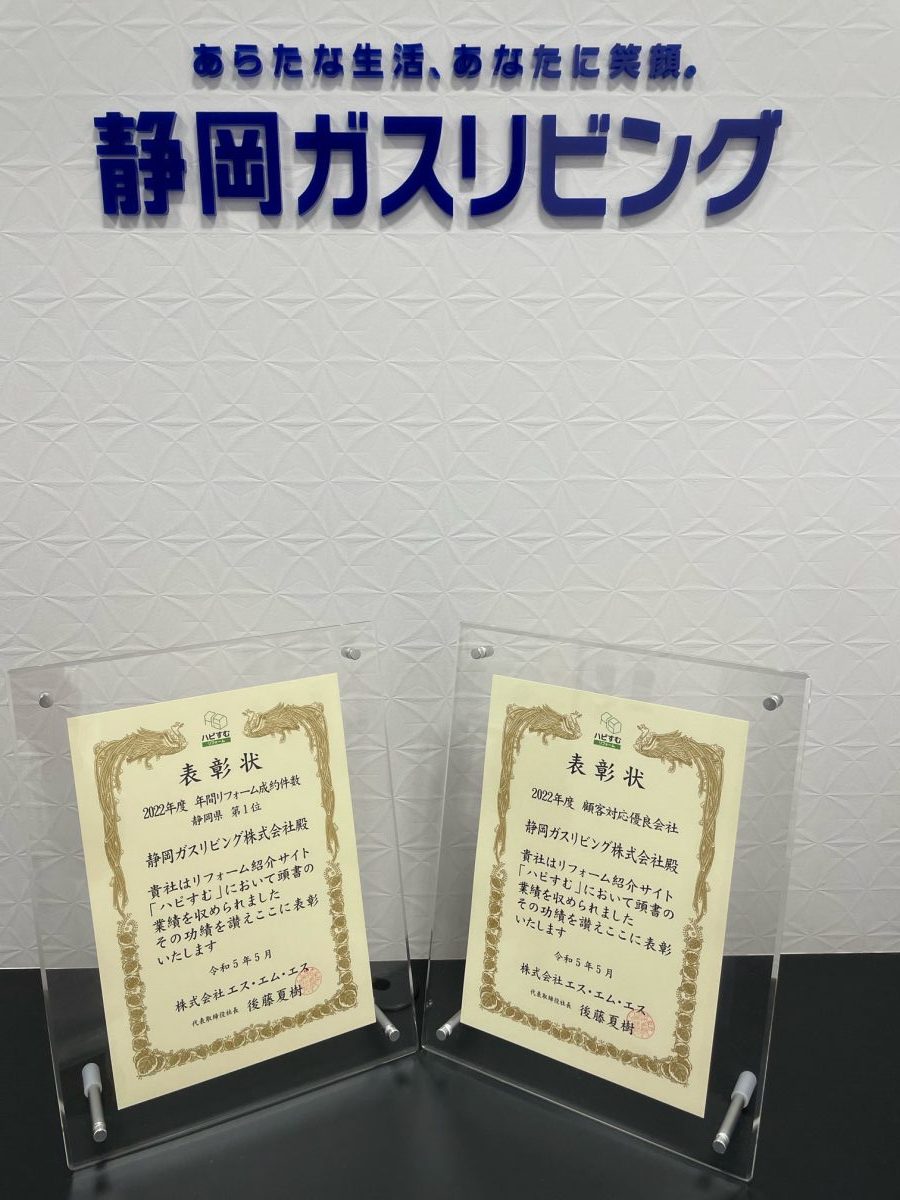 あらたな生活、あなたに笑顔。
静岡ガスリビング
ハピすむ
リフォーム
表彰状
2022年度 年間リフォーム成約件数
静岡県 第1位
静岡ガスリビング株式会社殿
貴社はリフォーム紹介サイト
「ハピすむ」において頭書の
業績を収められました
その功績を讃えここに表彰
いたします
令和5年5月
株式会社エス・エム・エス
代表取締役社長 後藤夏樹
ハピすむ
リフォーム
表彰状
2022年度 顧客対応優良会社
静岡ガスリビング株式会社殿
貴社はリフォーム紹介サイト
「ハピすむ」において頭書の
業績を収められました
その功績を讃えここに表彰
いたします
令和5年5月
株式会社エス・エム・エス
代表取締役社長 後藤夏樹